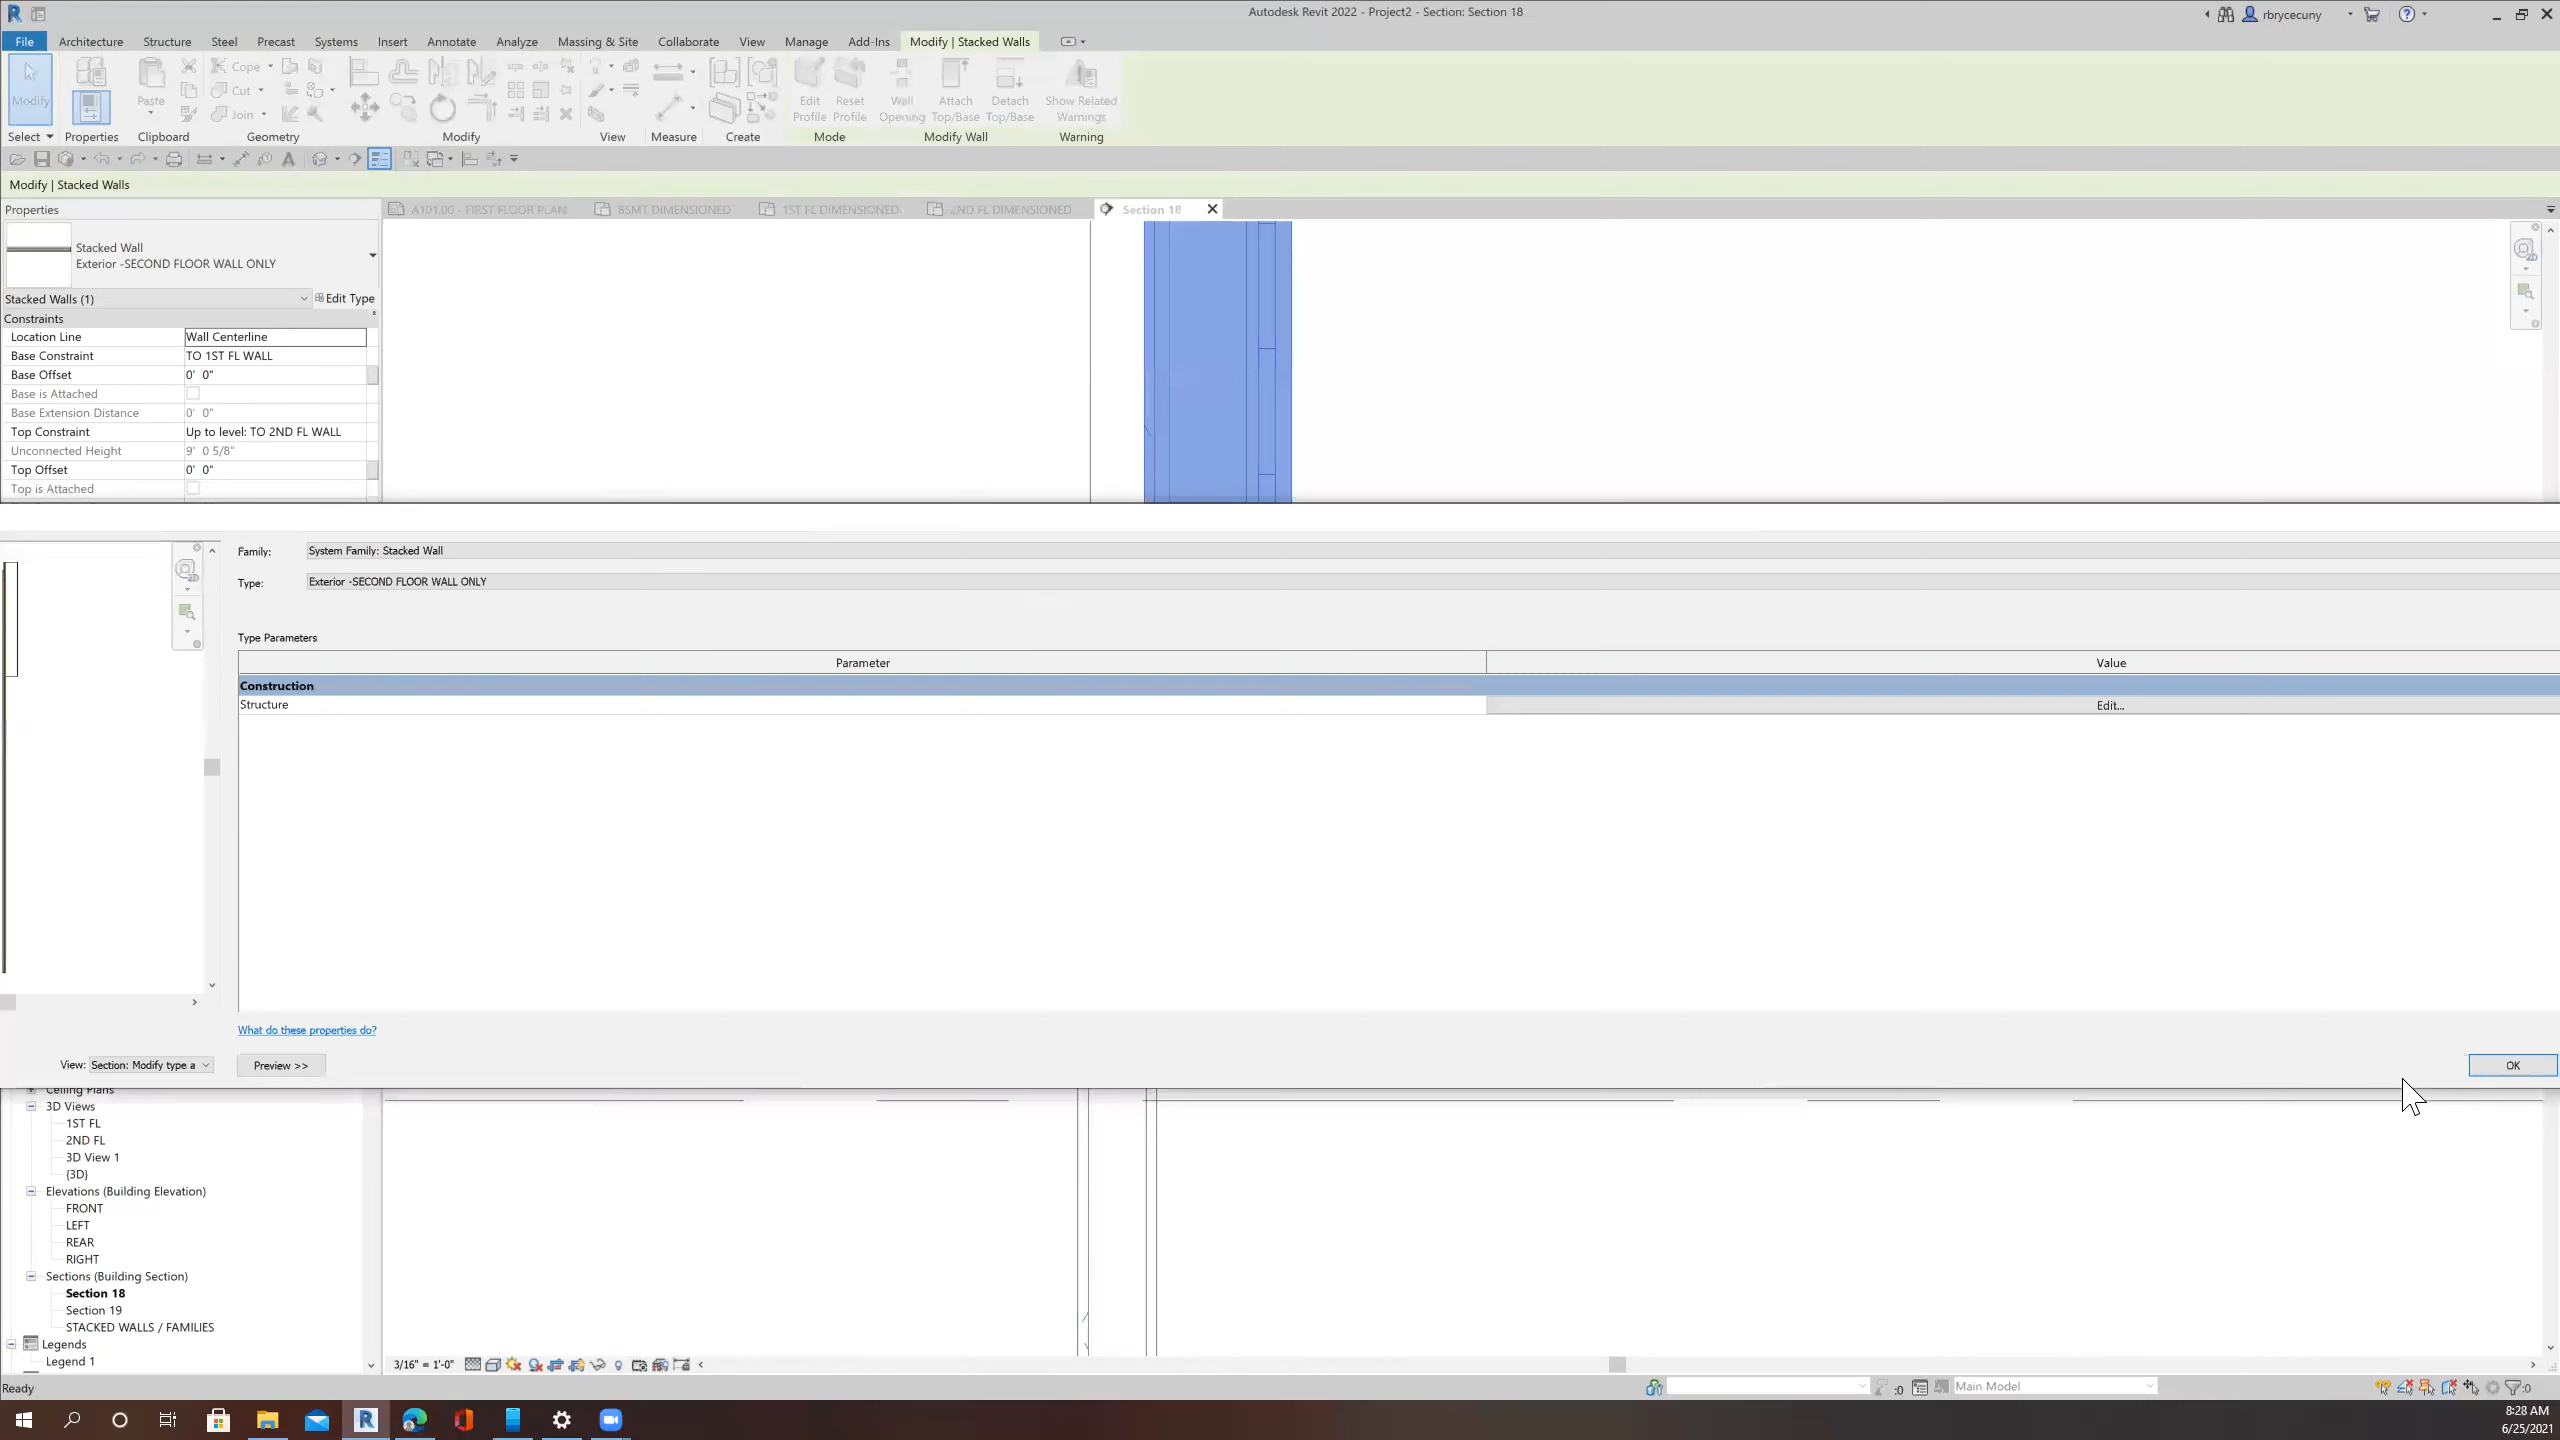 Autodesk Revit 2022 - Project2 - Section: Section 18
rbrycecuny
File Architecture Structure Steel Precast Systems Insert Annotate Analyze Massing & Site Collaborate View Manage Add-Ins Modify | Stacked Walls
Modify Paste Cope Cut Join Edit Profile Reset Profile Wall Opening Attach Top/Base Detach Top/Base Show Related Warnings
Select Properties Clipboard Geometry Modify View Measure Create Mode Modify Wall Warning
Modify | Stacked Walls
Properties
A101.00 - FIRST FLOOR PLAN BSMT DIMENSIONED 1ST FL DIMENSIONED 2ND FL DIMENSIONED Section 18
Stacked Wall
Exterior -SECOND FLOOR WALL ONLY
Stacked Walls (1) Edit Type
Constraints
Location Line Wall Centerline
Base Constraint TO 1ST FL WALL
Base Offset 0' 0"
Base is Attached
Base Extension Distance 0' 0"
Top Constraint Up to level: TO 2ND FL WALL
Unconnected Height 9' 0 5/8"
Top Offset 0' 0"
Top is Attached
Family: System Family: Stacked Wall
Type: Exterior -SECOND FLOOR WALL ONLY
Type Parameters
Parameter Value
Construction
Structure Edit...
What do these properties do?
View: Section: Modify type a Preview >> OK
Ceiling Plans
3D Views
1ST FL
2ND FL
3D View 1
{3D}
Elevations (Building Elevation)
FRONT
LEFT
REAR
RIGHT
Sections (Building Section)
Section 18
Section 19
STACKED WALLS / FAMILIES
Legends
Legend 1
3/16" = 1'-0"
Ready :0 Main Model :0
8:28 AM
6/25/2021